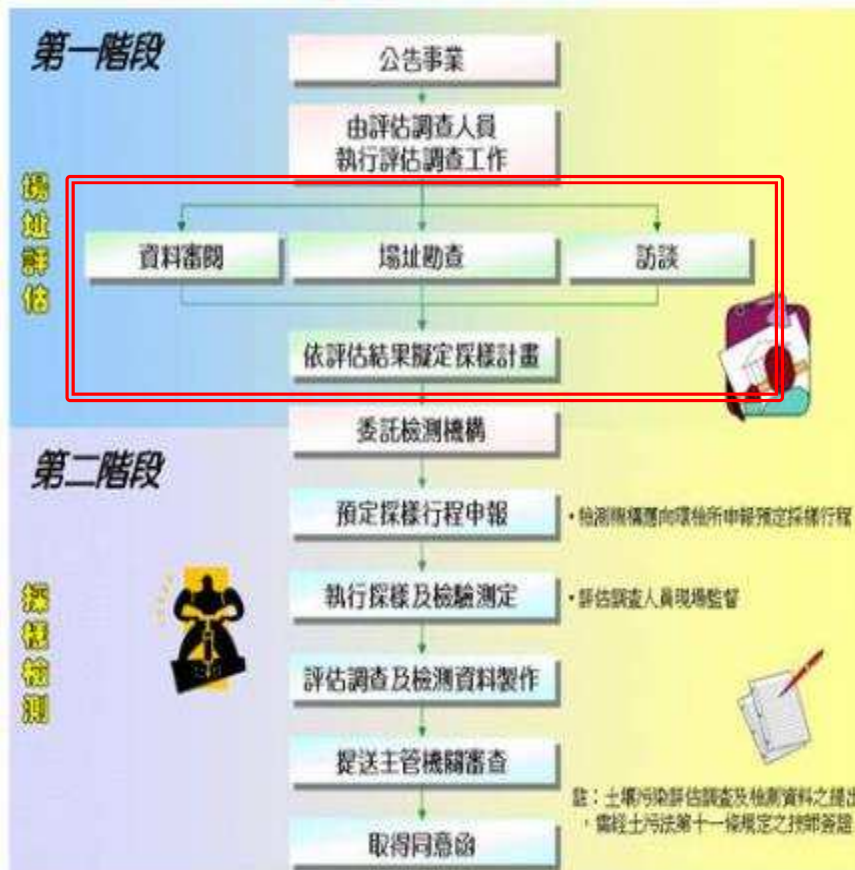 第一階段
公告事業
由評估調查人員
執行評估調查工作
場址評估
資料審閱
場址勘查
訪談
依評估結果擬定採樣計畫
第二階段
委託檢測機構
預定採樣行程申報
•檢測機構應向環檢所申報預定採樣行程
採樣檢測
執行採樣及檢驗測定
•評估調查人員現場監督
評估調查及檢測資料製作
提送主管機關審查
註：土壤污染評估調查及檢測資料之提出
，需經土污法第十一條規定之技師簽證
取得同意函